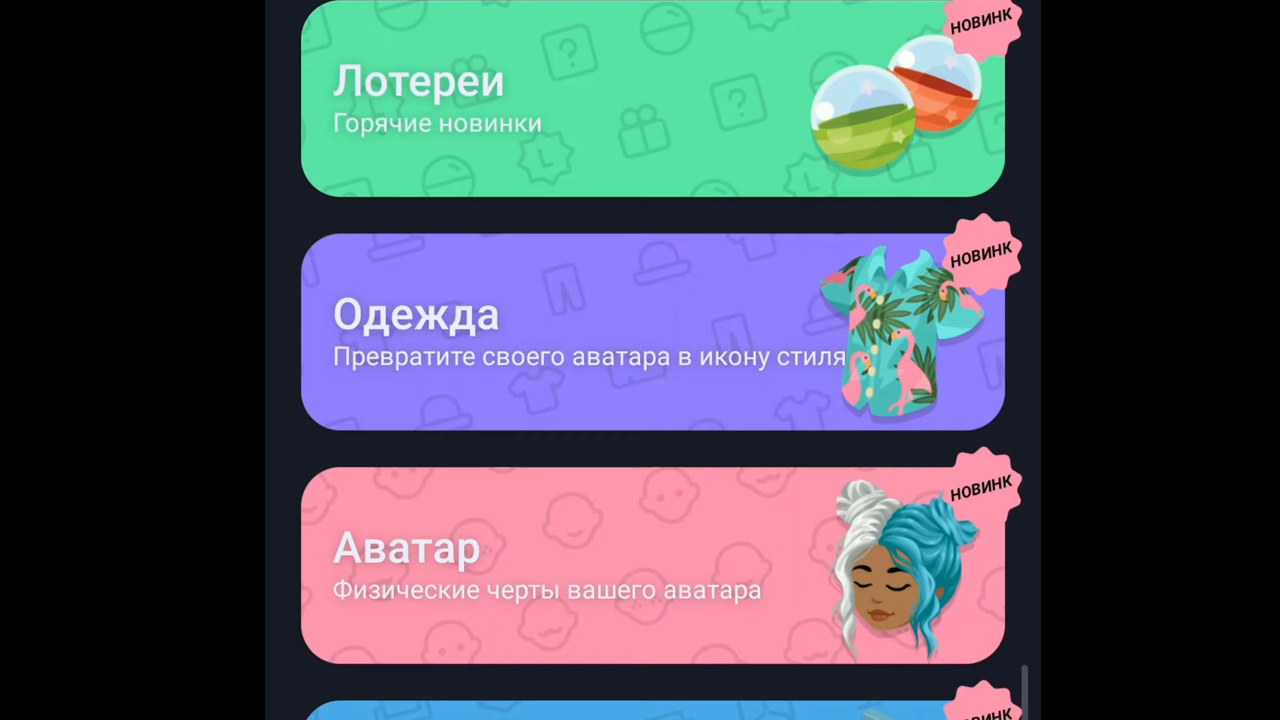 НОВИНК
Лотереи
Горячие новинки
НОВИНК
Одежда
Превратите своего аватара в икону стиля
НОВИНК
Аватар
Физические черты вашего аватара